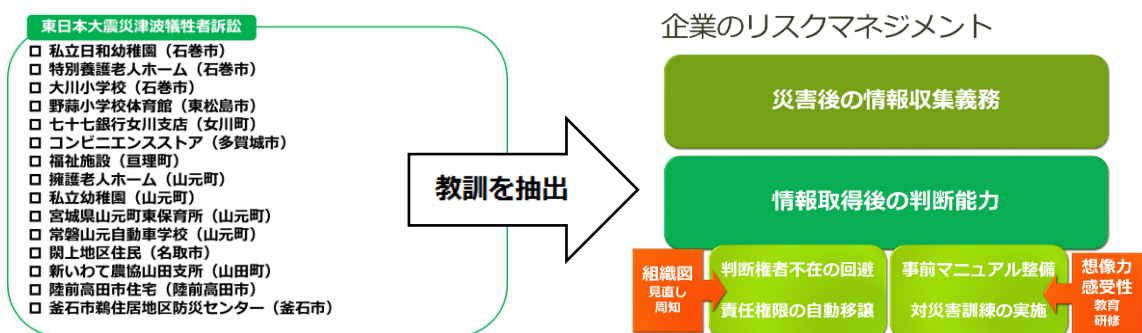 東日本大震災津波犠牲者訴訟
私立日和幼稚園（石巻市）
特別養護老人ホーム（石巻市）
大川小学校（石巻市）
野蒜小学校体育館（東松島市）
七十七銀行女川支店（女川町）
コンビニエンスストア（多賀城市）
福祉施設（亘理町）
擁護老人ホーム（山元町）
私立幼稚園（山元町）
宮城県山元町東保育所（山元町）
常磐山元自動車学校（山元町）
閖上地区住民（名取市）
新いわて農協山田支所（山田町）
陸前高田市住宅（陸前高田市）
釜石市鵜住居地区防災センター（釜石市）
教訓を抽出
企業のリスクマネジメント
災害後の情報収集義務
情報取得後の判断能力
組織図
見直し
周知
判断権者不在の回避
責任権限の自動移譲
事前マニュアル整備
対災害訓練の実施
想像力
感受性
教育
研修